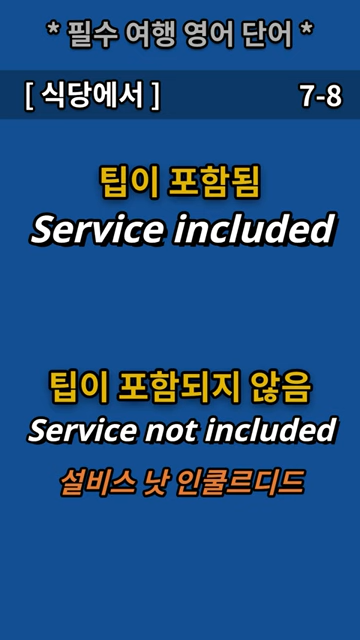 * 필수 여행 영어 단어 *
[ 식당에서 ] 7-8
팁이 포함됨
Service included
팁이 포함되지 않음
Service not included
설비스 낫 인쿨르디드